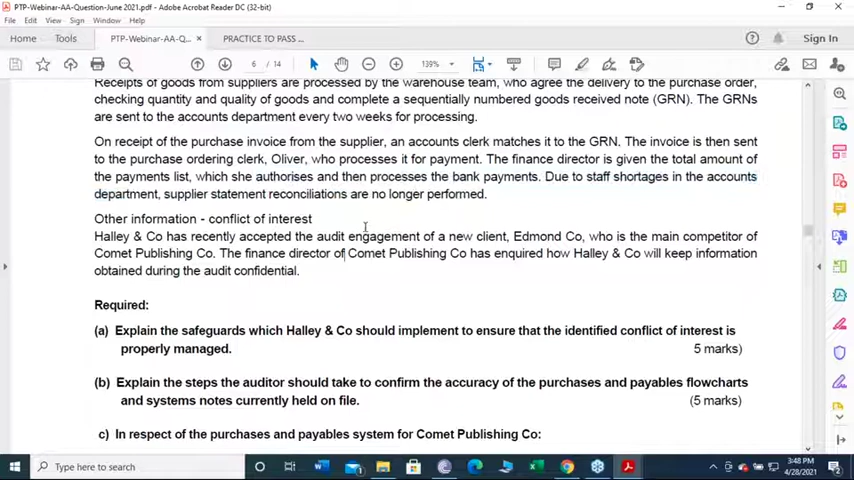 PTP-Webinar-AA-Question-June 2021.pdf - Adobe Acrobat Reader DC (32-bit)
File Edit View Sign Window Help
Home Tools PTP-Webinar-AA-Q... × PRACTICE TO PASS ... Sign In
6 / 14 139%
Receipts of goods from suppliers are processed by the warehouse team, who agree the delivery to the purchase order,
checking quantity and quality of goods and complete a sequentially numbered goods received note (GRN). The GRNs
are sent to the accounts department every two weeks for processing.
On receipt of the purchase invoice from the supplier, an accounts clerk matches it to the GRN. The invoice is then sent
to the purchase ordering clerk, Oliver, who processes it for payment. The finance director is given the total amount of
the payments list, which she authorises and then processes the bank payments. Due to staff shortages in the accounts
department, supplier statement reconciliations are no longer performed.
Other information - conflict of interest
Halley & Co has recently accepted the audit engagement of a new client, Edmond Co, who is the main competitor of
Comet Publishing Co. The finance director of Comet Publishing Co has enquired how Halley & Co will keep information
obtained during the audit confidential.
Required:
(a) Explain the safeguards which Halley & Co should implement to ensure that the identified conflict of interest is
properly managed. 5 marks)
(b) Explain the steps the auditor should take to confirm the accuracy of the purchases and payables flowcharts
and systems notes currently held on file. (5 marks)
c) In respect of the purchases and payables system for Comet Publishing Co:
Type here to search
3:48 PM
4/28/2021